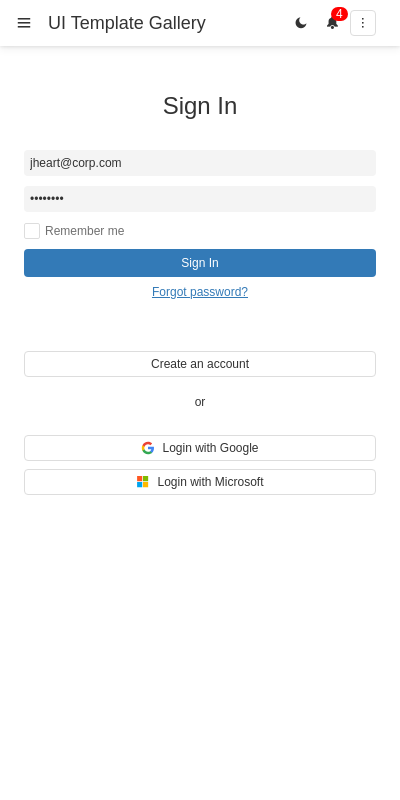 UI Template Gallery
4
Sign In
jheart@corp.com
••••••••
Remember me
Sign In
Forgot password?
Create an account
or
Login with Google
Login with Microsoft